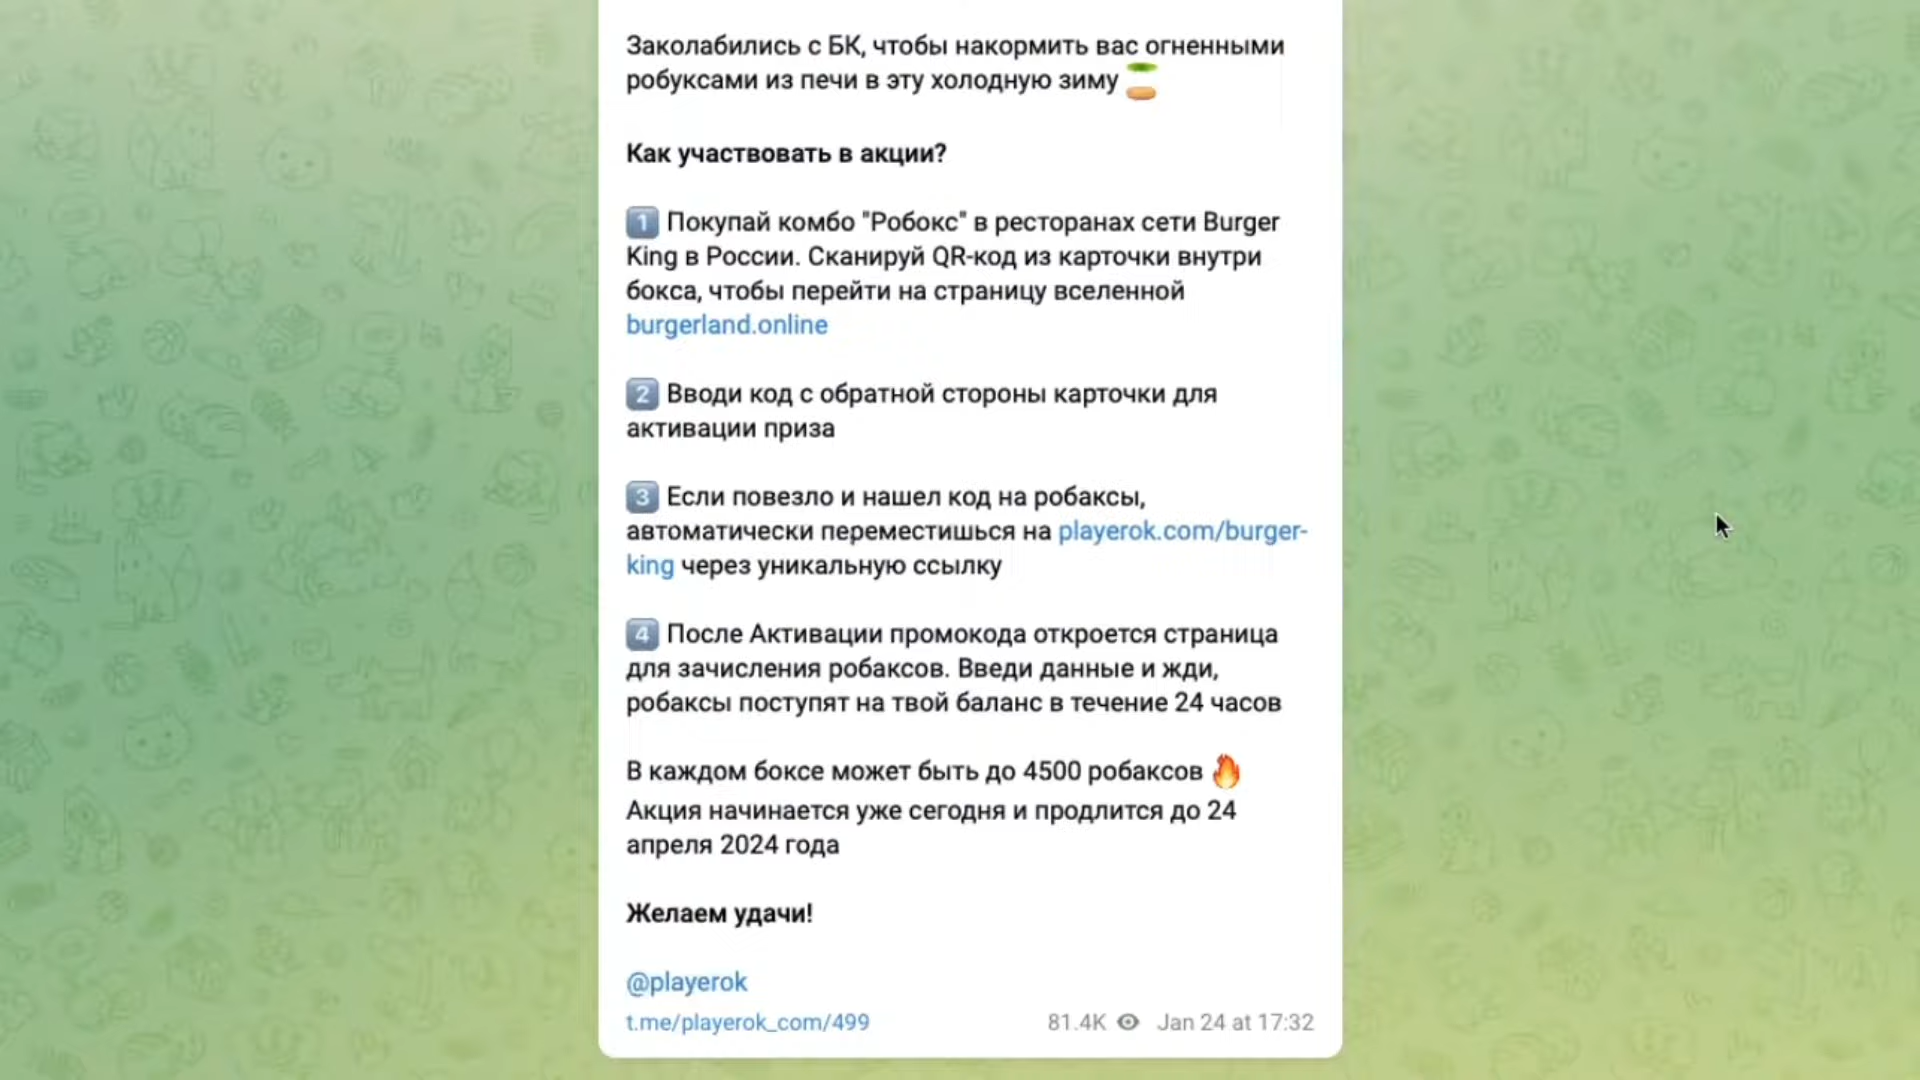 Заколабились с БК, чтобы накормить вас огненными
робуксами из печи в эту холодную зиму
Как участвовать в акции?
1 Покупай комбо "Робокс" в ресторанах сети Burger
King в России. Сканируй QR-код из карточки внутри
бокса, чтобы перейти на страницу вселенной
burgerland.online
2 Вводи код с обратной стороны карточки для
активации приза
3 Если повезло и нашел код на робаксы,
автоматически переместишься на playerok.com/burger-
king через уникальную ссылку
4 После Активации промокода откроется страница
для зачисления робаксов. Введи данные и жди,
робаксы поступят на твой баланс в течение 24 часов
В каждом боксе может быть до 4500 робаксов 🔥
Акция начинается уже сегодня и продлится до 24
апреля 2024 года
Желаем удачи!
@playerok
t.me/playerok_com/499 81.4K Jan 24 at 17:32